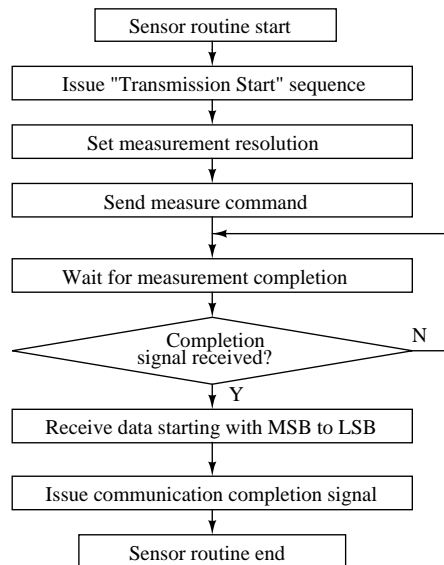 Sensor routine start
Issue "Transmission Start" sequence
Set measurement resolution
Send measure command
Wait for measurement completion
Completion
signal received?
N
Y
Receive data starting with MSB to LSB
Issue communication completion signal
Sensor routine end